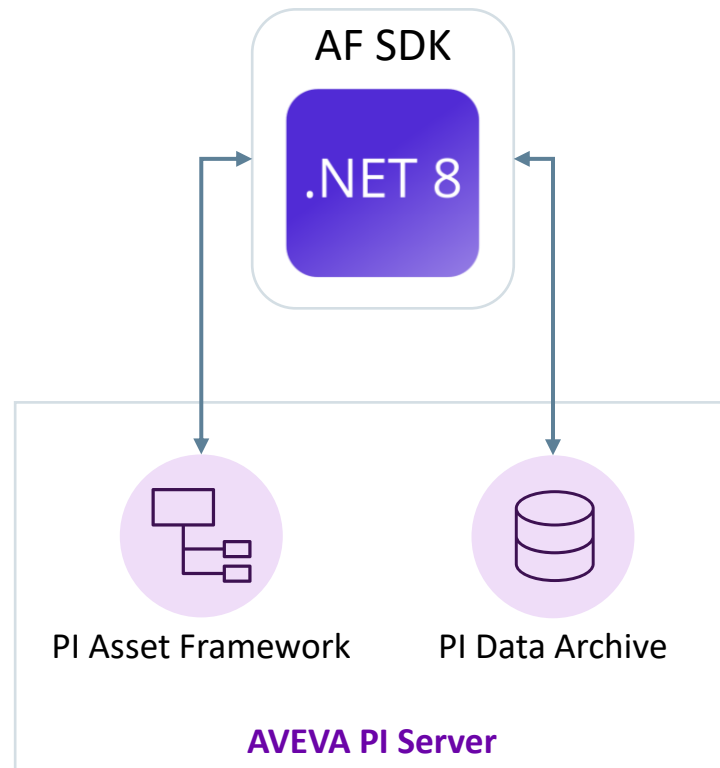 AF SDK
.NET 8
PI Asset Framework
PI Data Archive
AVEVA PI Server